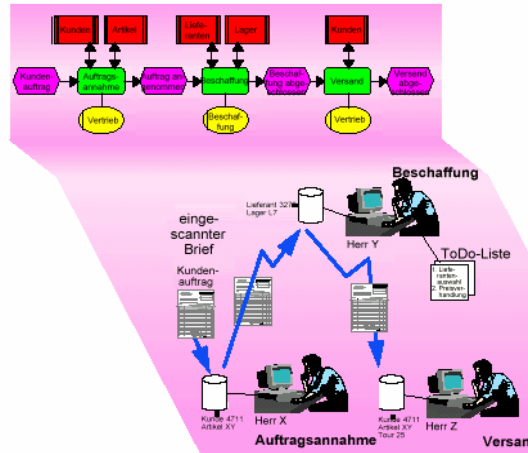 Kunden
Artikel
Liefe-
ranten
Lager
Kunden
Kunden-
auftrag
Auftrags-
annahme
Auftrag an
genommen
Beschaffung
Beschaf-
fung abge
schlossen
Versand
Versand
abge-
schlossen
Vertrieb
Beschaf-
fung
Vertrieb
Beschaffung
Lieferant 327
Lager L7
einge-
scannter
Brief
Herr Y
ToDo-Liste
Kunden-
auftrag
1. Liefe-
ranten-
auswahl
2. Preisver-
handlung
Kunde 4711
Artikel XY
Herr X
Kunde 4711
Artikel XY
Tour 25
Herr Z
Auftragsannahme
Versan